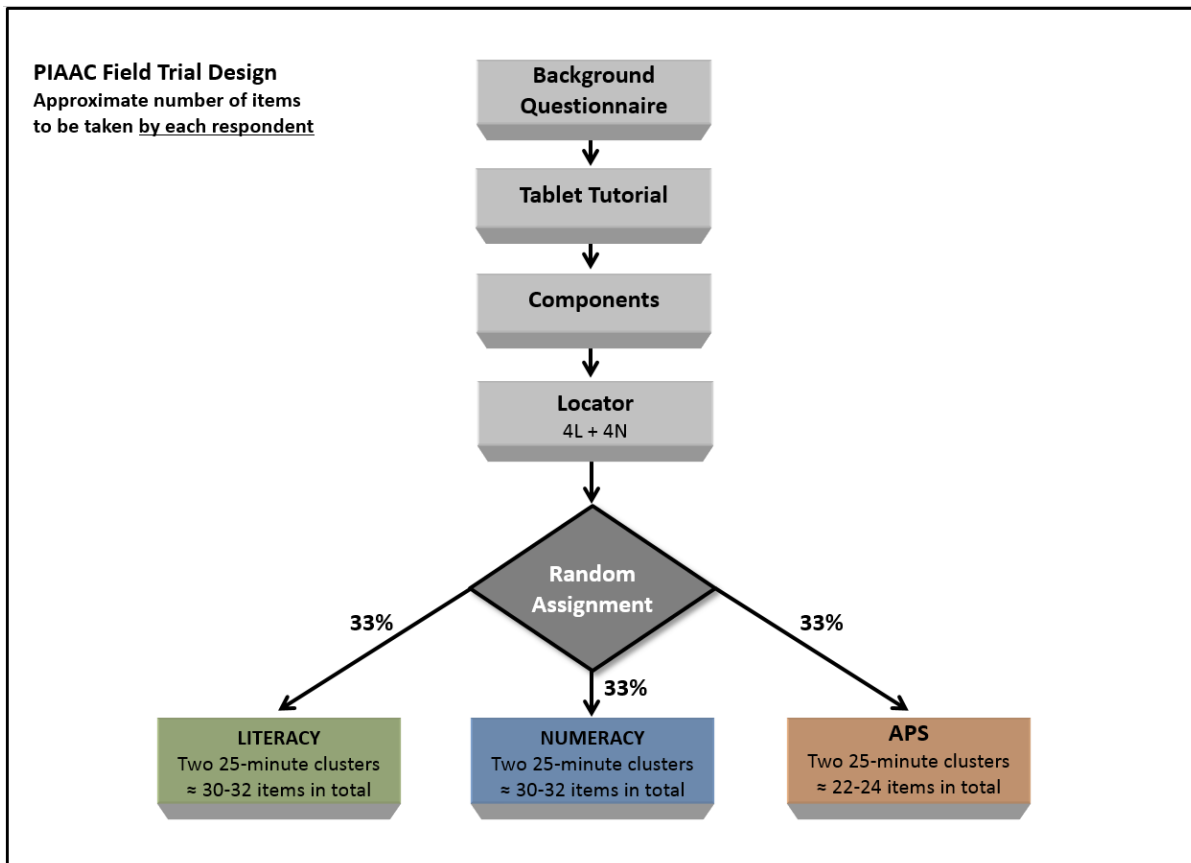 PIAAC Field Trial Design
Approximate number of items
to be taken by each respondent
Background
Questionnaire
Tablet Tutorial
Components
Locator
4L + 4N
Random
Assignment
33%
33%
33%
LITERACY
Two 25-minute clusters
≈ 30-32 items in total
NUMERACY
Two 25-minute clusters
≈ 30-32 items in total
APS
Two 25-minute clusters
≈ 22-24 items in total